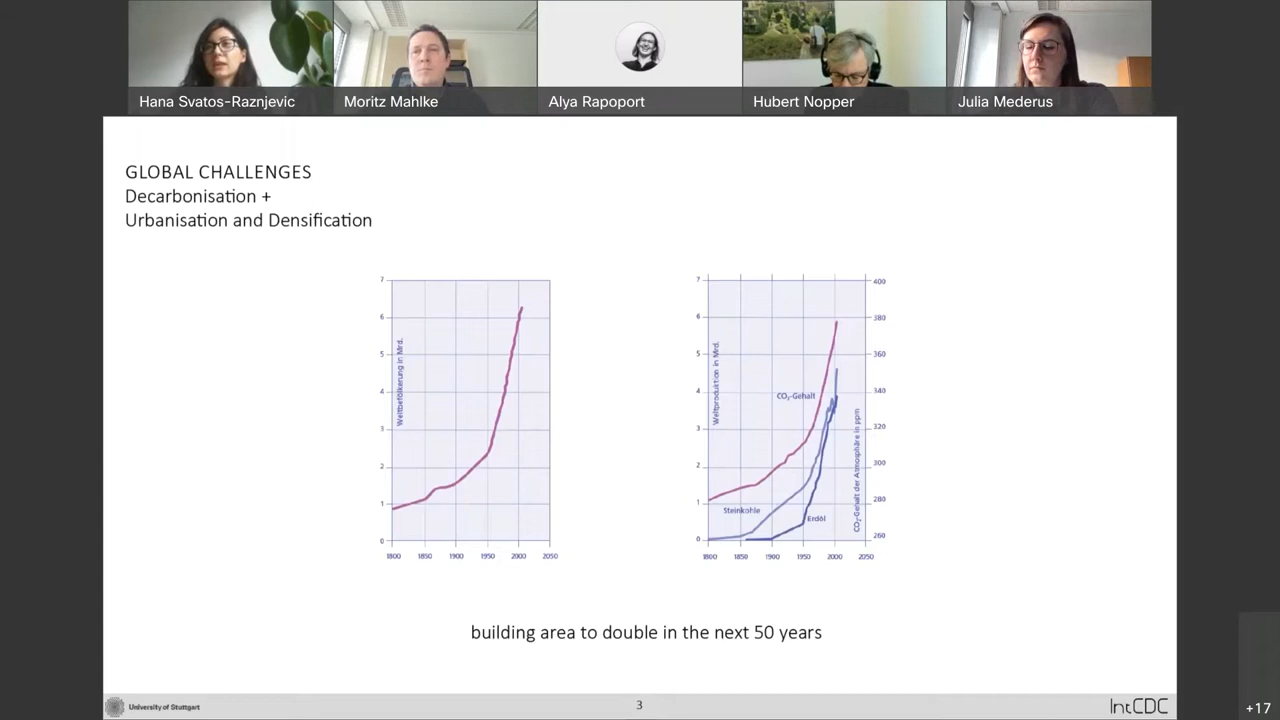 Hana Svatos-Raznjevic
Moritz Mahlke
Alya Rapoport
Hubert Nopper
Julia Mederus
GLOBAL CHALLENGES
Decarbonisation +
Urbanisation and Densification
7
6
5
4
3
2
1
0
Weltbefölkerung in Mrd.
1800 1850 1900 1950 2000 2050
7
6
5
4
3
2
1
0
Weltproduktion in Mrd.
CO₂-Gehalt
Steinkohle
Erdöl
CO₂-Gehalt der Atmosphäre in ppm
400
380
360
340
320
300
280
260
1800 1850 1900 1950 2000 2050
building area to double in the next 50 years
University of Stuttgart
3
IntCDC
+17